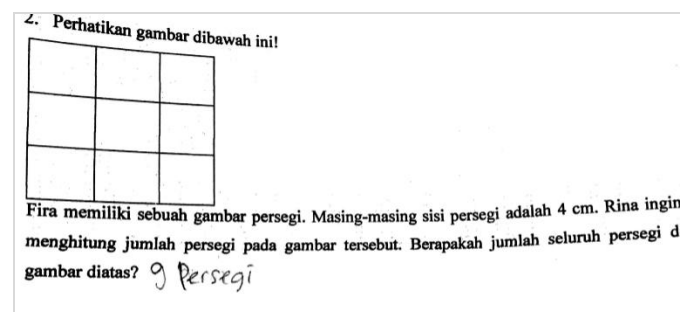 2. Perhatikan gambar dibawah ini!
Fira memiliki sebuah gambar persegi. Masing-masing sisi persegi adalah 4 cm. Rina ingin
menghitung jumlah persegi pada gambar tersebut. Berapakah jumlah seluruh persegi d
gambar diatas? 9 Persegi